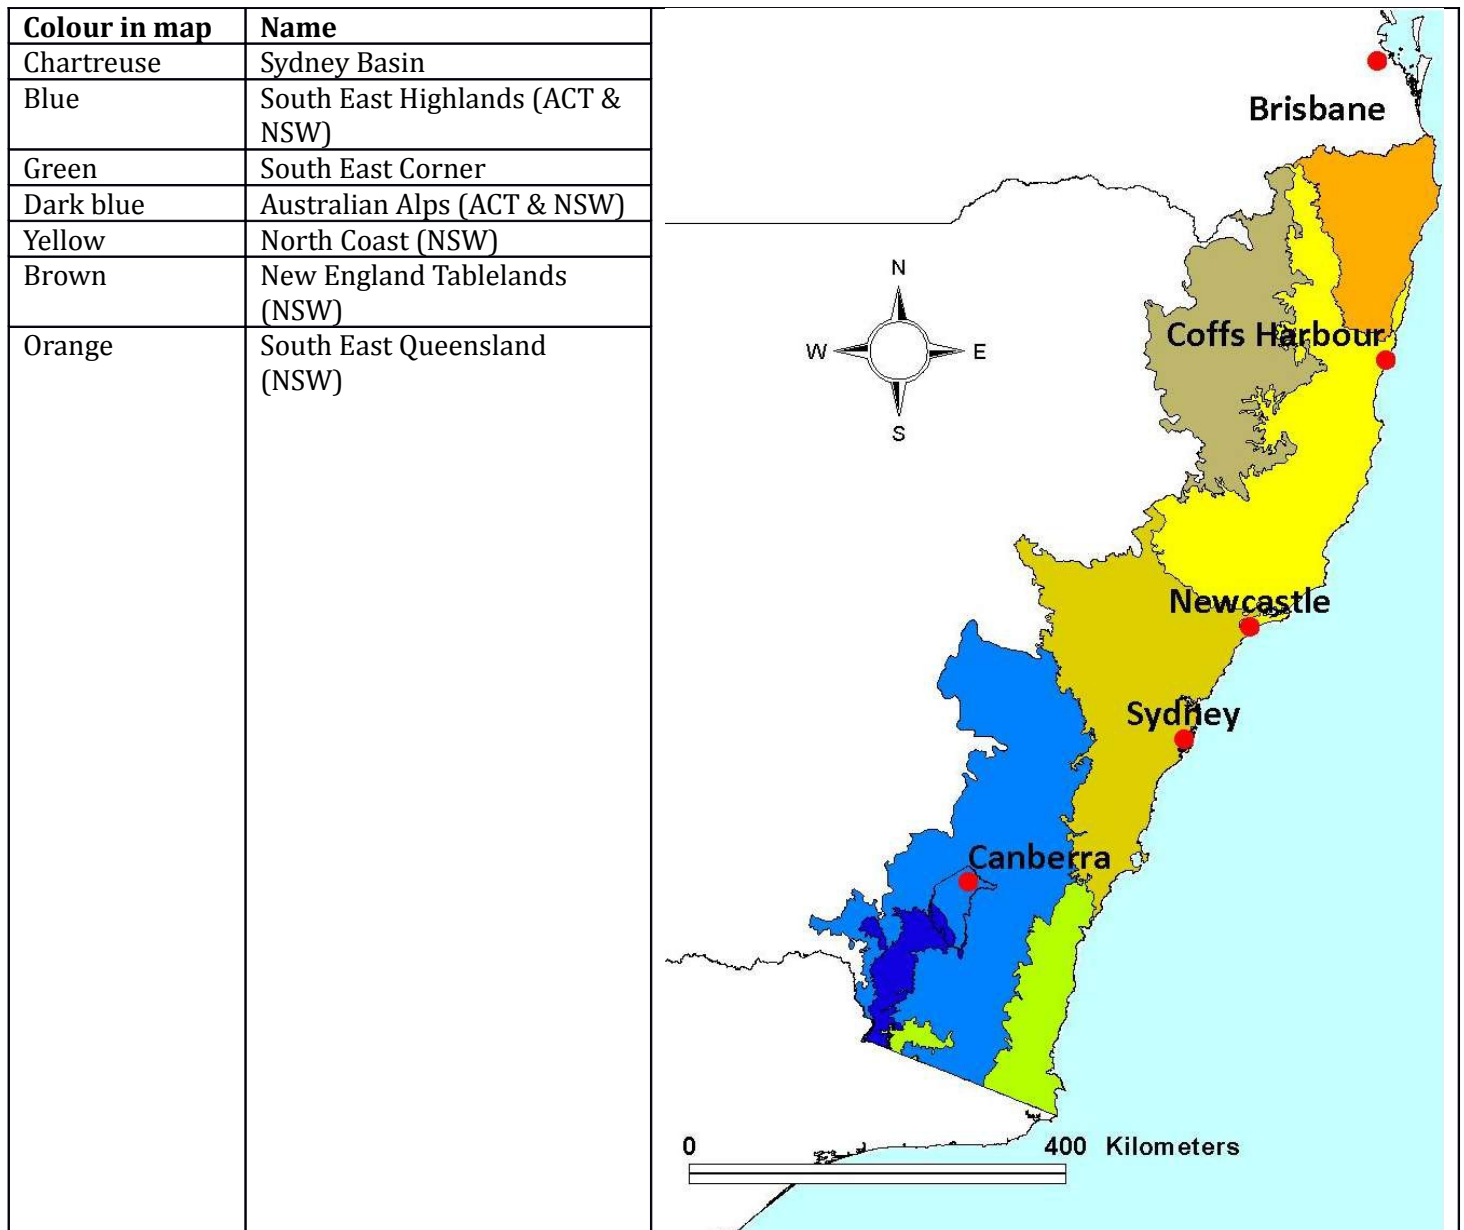 Colour in map Name
Chartreuse Sydney Basin
Blue South East Highlands (ACT &
NSW)
Green South East Corner
Dark blue Australian Alps (ACT & NSW)
Yellow North Coast (NSW)
Brown New England Tablelands
(NSW)
Orange South East Queensland
(NSW)
Brisbane
N
Coffs Harbour
W E
S
Newcastle
Sydney
Canberra
0 400 Kilometers